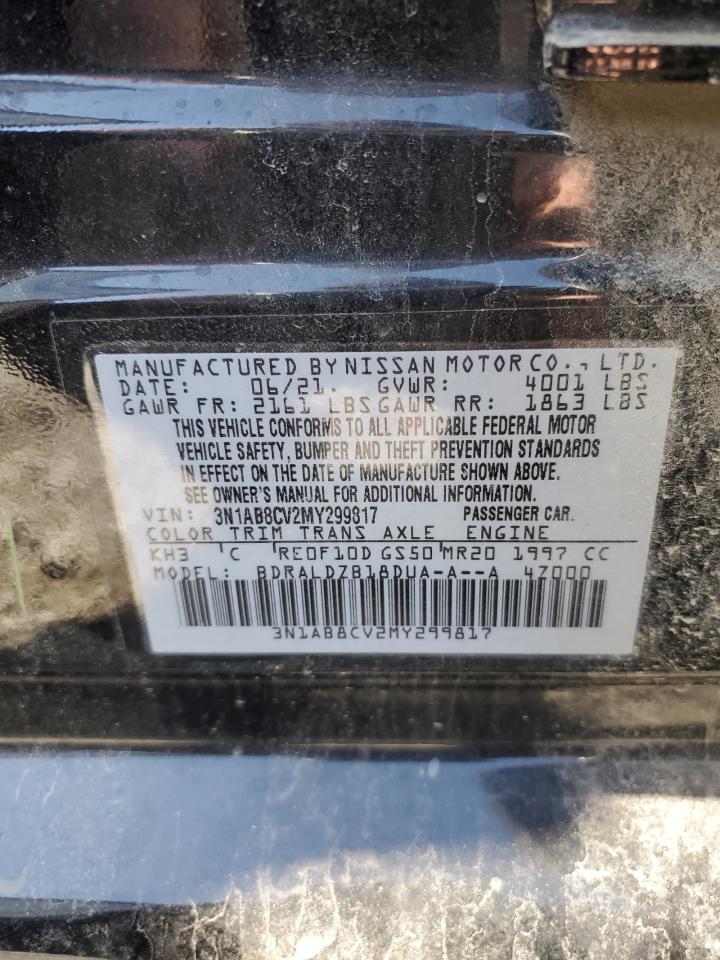 MANUFACTURED BY NISSAN MOTOR CO., LTD.
DATE: 06/21. GVWR: 4001 LBS
GAWR FR: 2161 LBS GAWR RR: 1863 LBS
THIS VEHICLE CONFORMS TO ALL APPLICABLE FEDERAL MOTOR
VEHICLE SAFETY, BUMPER AND THEFT PREVENTION STANDARDS
IN EFFECT ON THE DATE OF MANUFACTURE SHOWN ABOVE.
SEE OWNER'S MANUAL FOR ADDITIONAL INFORMATION.
VIN: 3N1AB8CV2MY299817 PASSENGER CAR.
COLOR TRIM TRANS AXLE ENGINE
KH3 C RE0F10D GS50 MR20 1997 CC
MODEL: BDRALDZB18DUA-A--A 47000
3N1AB8CV2MY299817